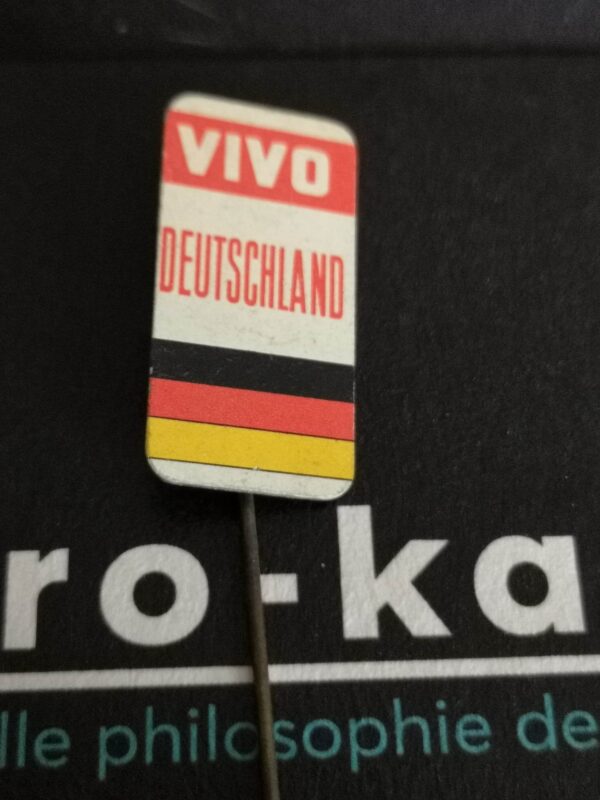 VIVO
DEUTSCHLAND
ro-ka
lle philosophie de